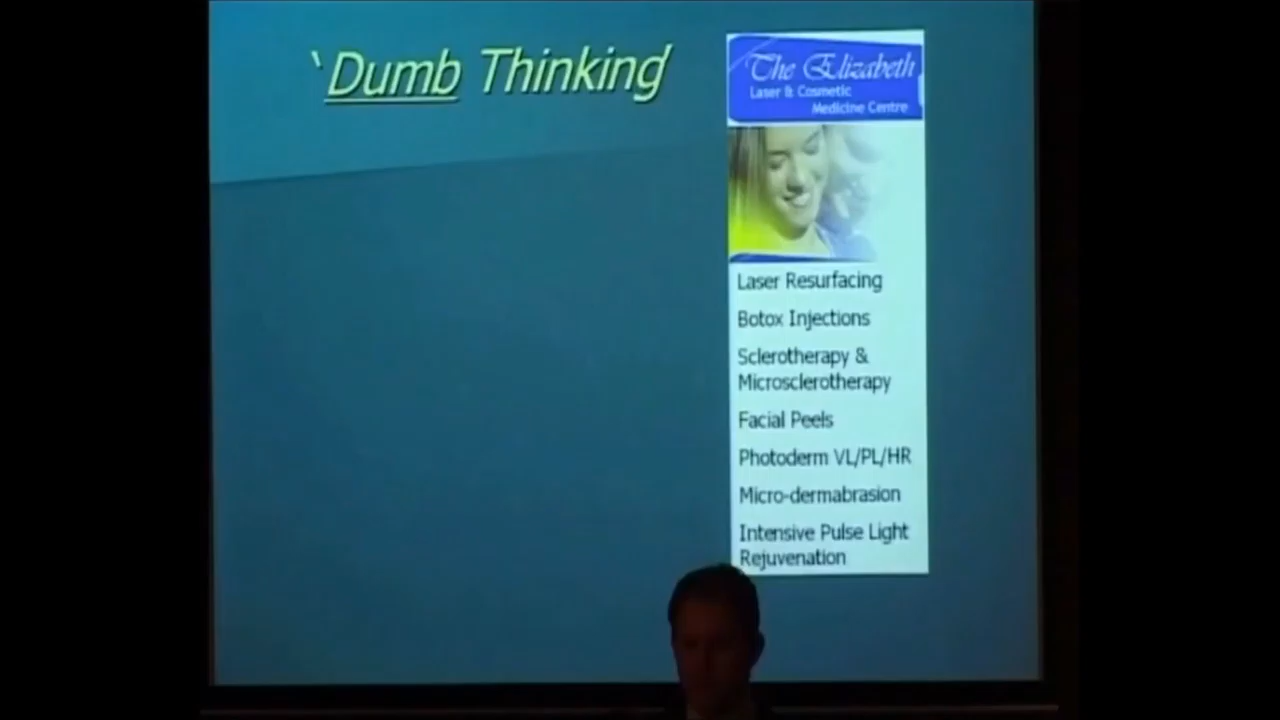 ‘Dumb Thinking’
The Elizabeth
Laser & Cosmetic
Medicine Centre
Laser Resurfacing
Botox Injections
Sclerotherapy &
Microsclerotherapy
Facial Peels
Photoderm VL/PL/HR
Micro-dermabrasion
Intensive Pulse Light
Rejuvenation